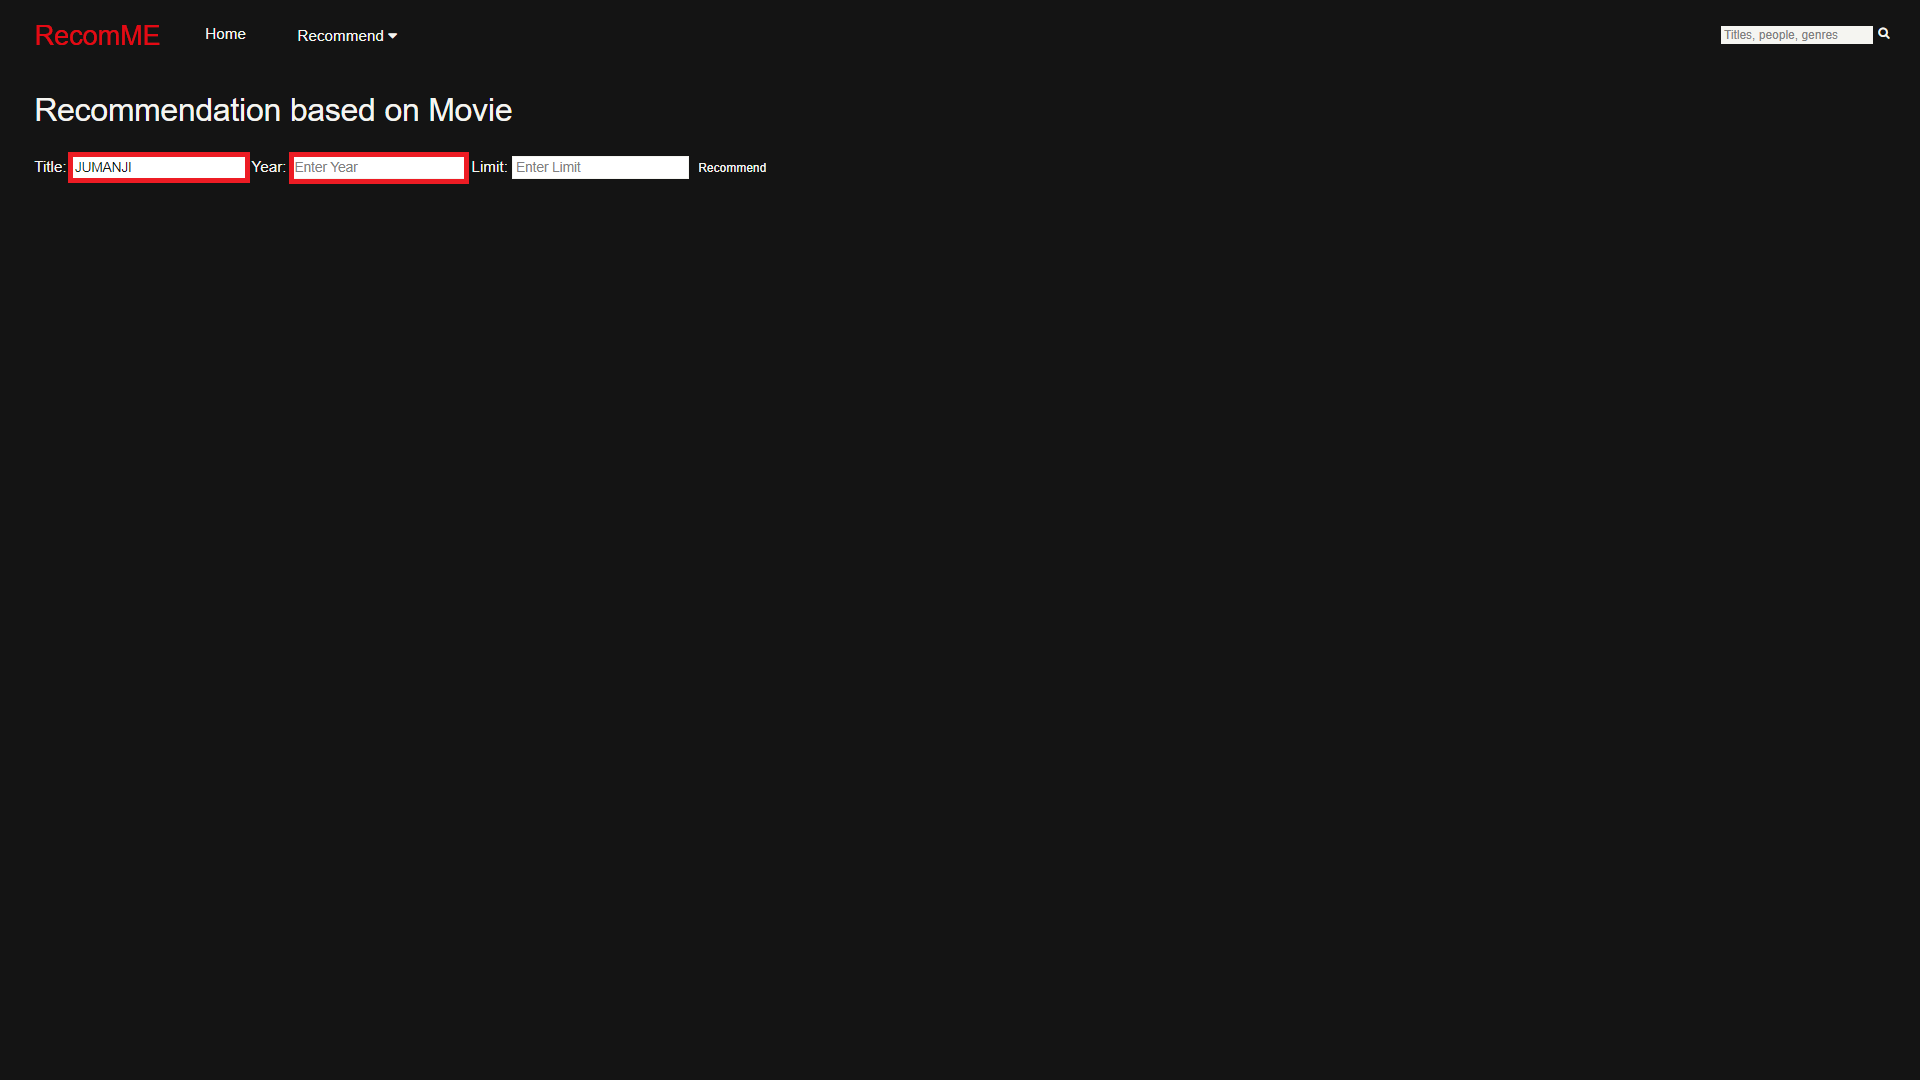 RecomME Home Recommend Titles, people, genres
Recommendation based on Movie
Title: JUMANJI Year: Enter Year Limit: Enter Limit Recommend